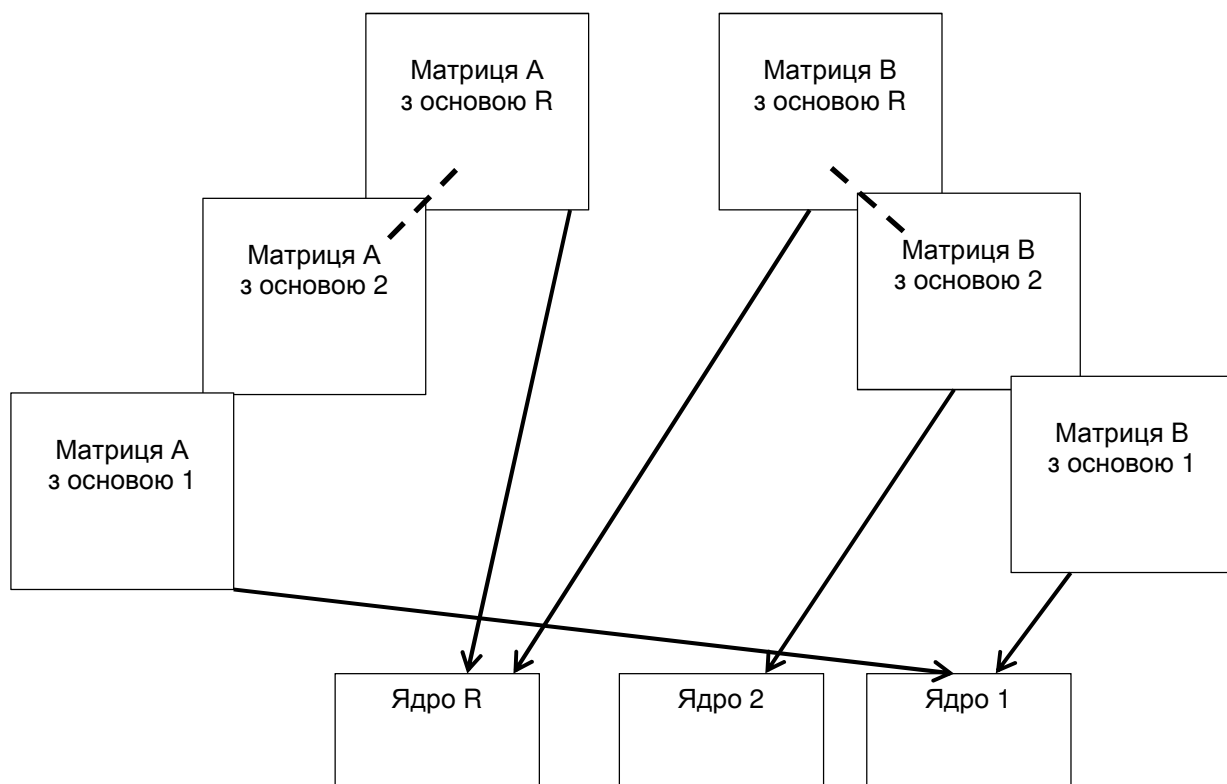 Матриця А
з основою R
Матриця В
з основою R
Матриця А
з основою 2
Матриця В
з основою 2
Матриця А
з основою 1
Матриця В
з основою 1
Ядро R
Ядро 2
Ядро 1